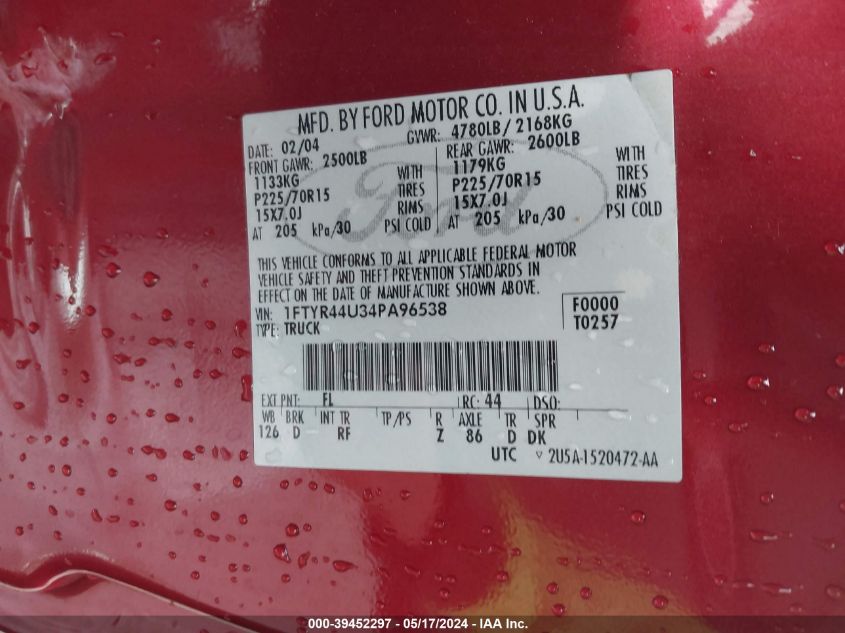 MFD. BY FORD MOTOR CO. IN U.S.A.
DATE: 02/04 GVWR: 4780LB/ 2168KG
FRONT GAWR: 2500LB REAR GAWR: 2600LB
1133KG WITH 1179KG WITH
P225/70R15 TIRES P225/70R15 TIRES
15X7.0J RIMS 15X7.0J RIMS
AT 205 kPa/30 PSI COLD AT 205 kPa/30 PSI COLD
Ford
THIS VEHICLE CONFORMS TO ALL APPLICABLE FEDERAL MOTOR
VEHICLE SAFETY AND THEFT PREVENTION STANDARDS IN
EFFECT ON THE DATE OF MANUFACTURE SHOWN ABOVE.
VIN: 1FTYR44U34PA96538 F0000
TYPE: TRUCK T0257
EXT PNT: FL RC: 44 DSO:
WB BRK INT TR TP/PS R AXLE TR SPR
126 D RF Z 86 D DK
UTC ▽ 2U5A-1520472-AA
000-39452297 - 05/17/2024 - IAA Inc.